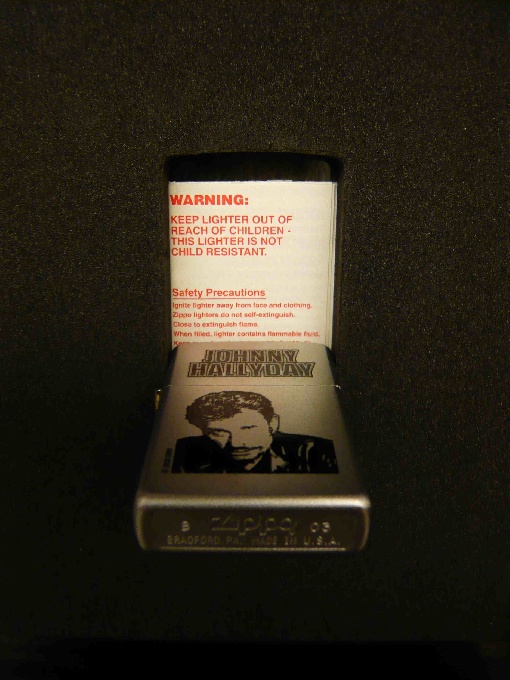 WARNING:
KEEP LIGHTER OUT OF
REACH OF CHILDREN -
THIS LIGHTER IS NOT
CHILD RESISTANT.
Safety Precautions
Ignite lighter away from face and clothing.
Zippo lighters do not self-extinguish.
Close to extinguish flame.
When filled, lighter contains flammable fluid.
JOHNNY
HALLYDAY
B Zippo 03
BRADFORD, PA. MADE IN U.S.A.